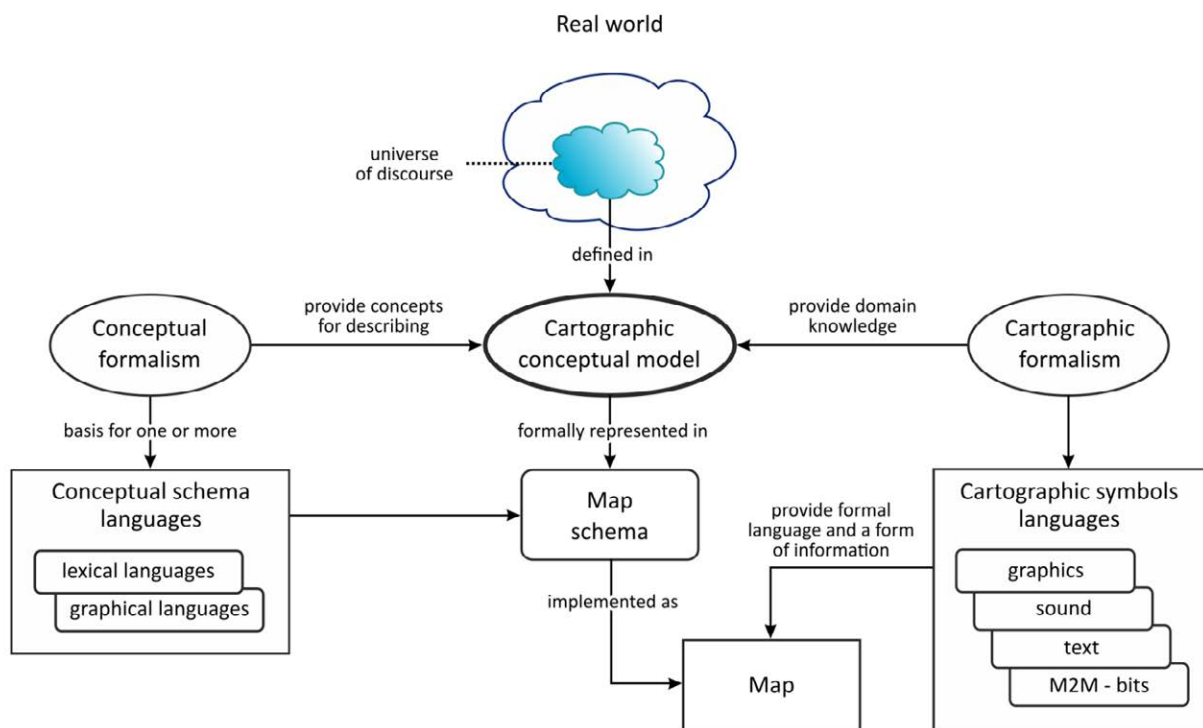 Real world
universe
of discourse
defined in
provide concepts
for describing
provide domain
knowledge
Conceptual
formalism
Cartographic
conceptual model
Cartographic
formalism
basis for one or more
formally represented in
Conceptual schema
languages
lexical languages
graphical languages
Map
schema
provide formal
language and a form
of information
Cartographic symbols
languages
graphics
sound
text
M2M - bits
implemented as
Map